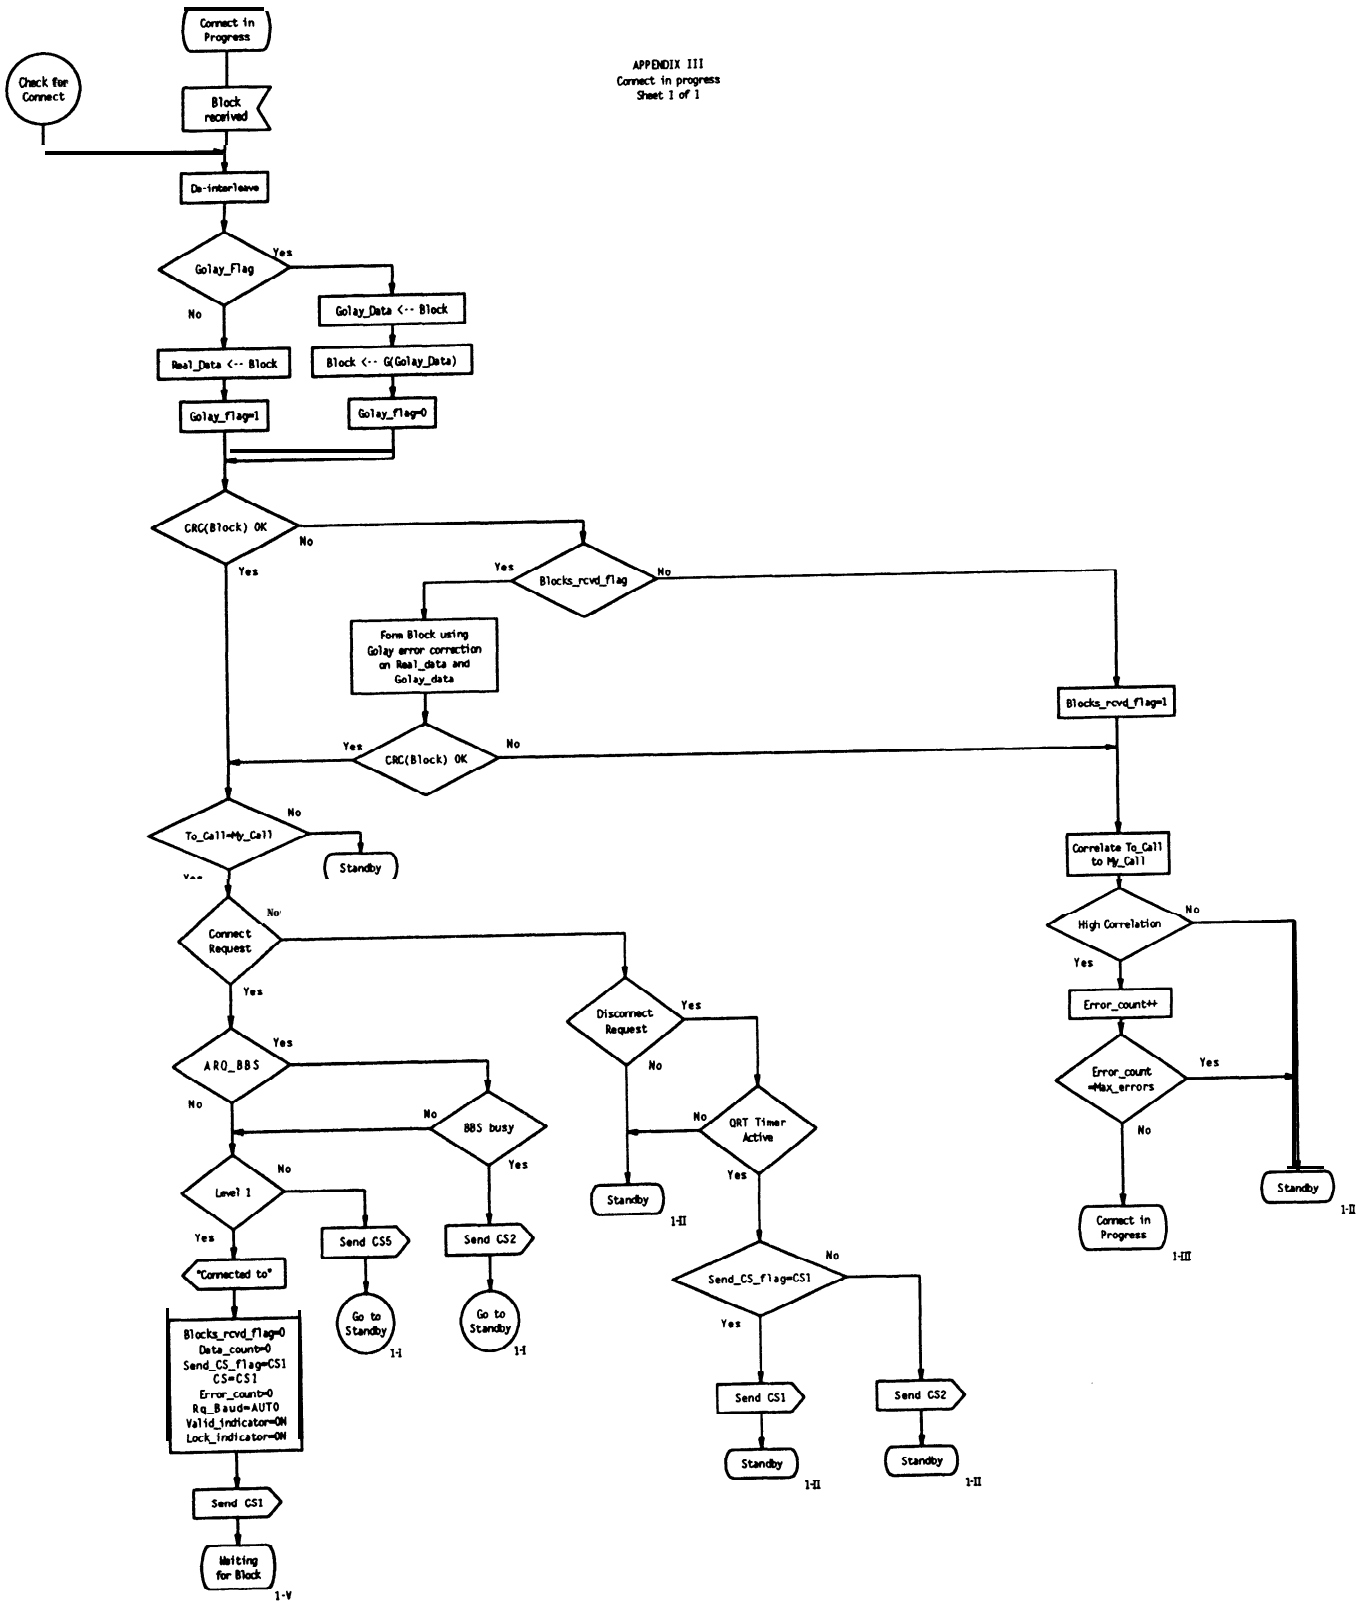 Connect in
Progress
APPENDIX III
Connect in progress
Sheet 1 of 1
Check for
Connect
Block
received
De-interleave
Yes
Golay_Flag
No
Golay_Data <-- Block
Real_Data <-- Block
Block <-- G(Golay_Data)
Golay_flag=1
Golay_flag=0
CRC(Block) OK
No
Yes
Yes
Blocks_rcvd_flag
No
Form Block using
Golay error correction
on Real_data and
Golay_data
Blocks_rcvd_flag=1
Yes
CRC(Block) OK
No
No
To_Call=My_Call
Standby
Yes
Correlate To_Call
to My_Call
No
Connect
Request
Yes
High Correlation
No
Yes
Error_count++
Disconnect
Request
Yes
No
Yes
ARQ_BBS
No
Error_count
=Max_errors
Yes
No
No
BBS busy
Yes
No
QRT Timer
Active
Yes
No
Level 1
Yes
Standby
1-II
Standby
1-II
Connect in
Progress
1-III
Send CS5
Send CS2
"Connected to"
No
Send_CS_flag=CS1
Yes
Go to
Standby
1-I
Go to
Standby
1-I
Blocks_rcvd_flag=0
Data_count=0
Send_CS_flag=CS1
CS=CS1
Error_count=0
Rq_Baud=AUTO
Valid_indicator=ON
Lock_indicator=ON
Send CS1
Send CS2
Standby
1-II
Standby
1-II
Send CS1
Waiting
for Block
1-V